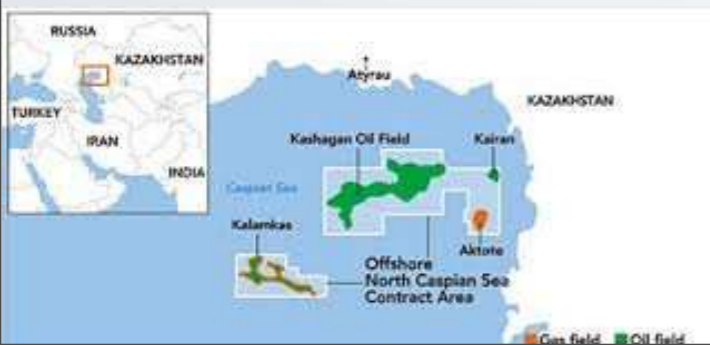 RUSSIA
KAZAKHSTAN
TURKEY
IRAN
INDIA
Atyrau
KAZAKHSTAN
Kashagan Oil Field
Kairan
Caspian Sea
Kalamkas
Aktote
Offshore
North Caspian Sea
Contract Area
Gas field Oil field